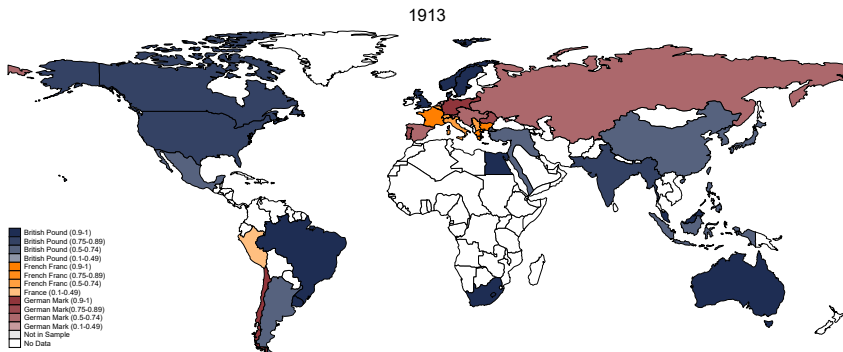 1913
British Pound (0.9-1)
British Pound (0.75-0.89)
British Pound (0.5-0.74)
British Pound (0.1-0.49)
French Franc (0.9-1)
French Franc (0.75-0.89)
French Franc (0.5-0.74)
France (0.1-0.49)
German Mark (0.9-1)
German Mark(0.75-0.89)
German Mark (0.5-0.74)
German Mark (0.1-0.49)
Not in Sample
No Data